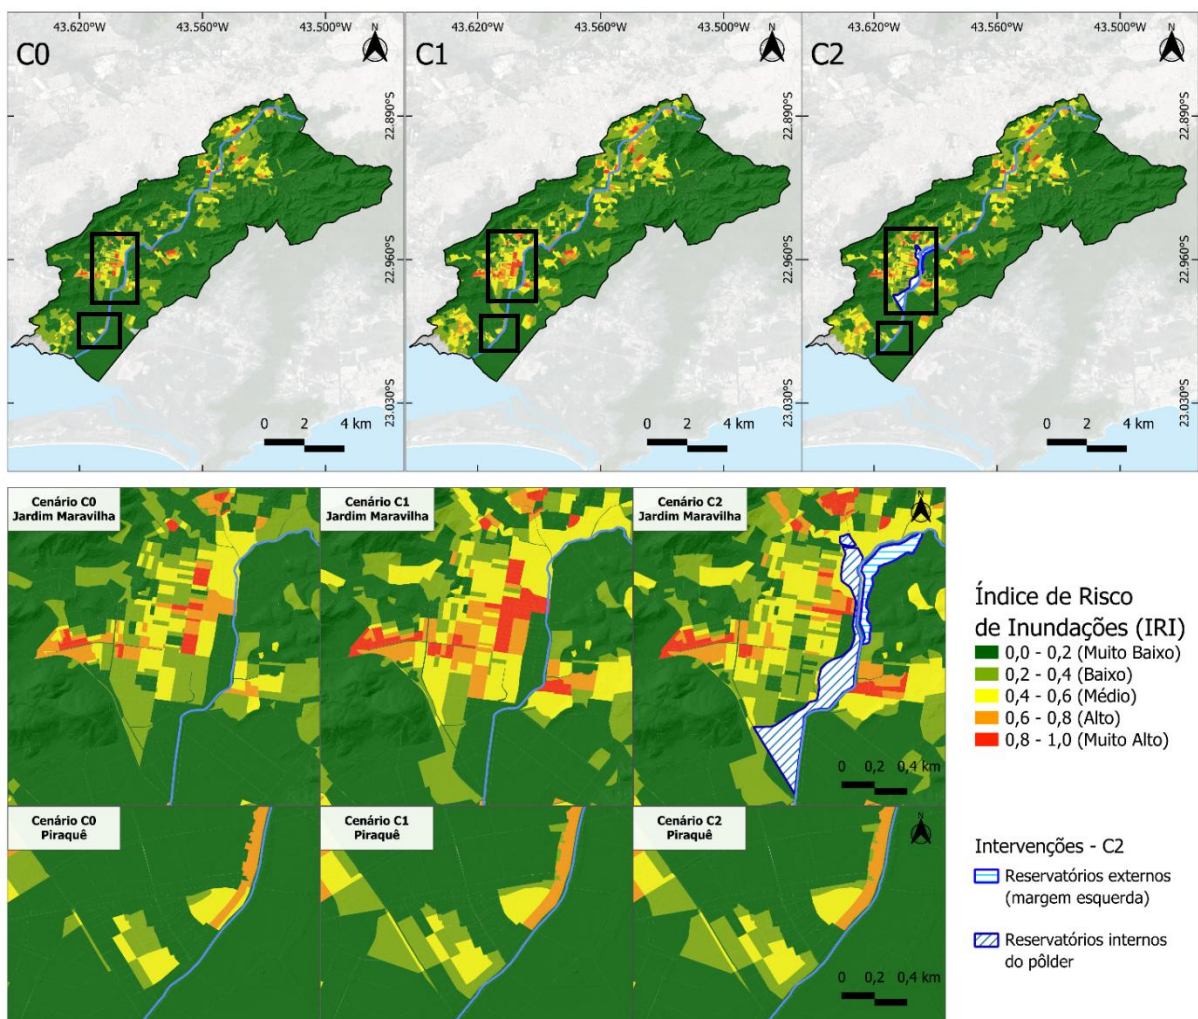 43.620°W 43.560°W 43.500°W
43.620°W 43.560°W 43.500°W
43.620°W 43.560°W 43.500°W
C0
N
C1
N
C2
N
22.890°S
22.960°S
23.030°S
22.890°S
22.960°S
23.030°S
22.890°S
22.960°S
23.030°S
0 2 4 km
0 2 4 km
0 2 4 km
Cenário C0
Jardim Maravilha
Cenário C1
Jardim Maravilha
Cenário C2
Jardim Maravilha
N
0 0,2 0,4 km
Cenário C0
Piraquê
Cenário C1
Piraquê
Cenário C2
Piraquê
N
0 0,2 0,4 km
Índice de Risco
de Inundações (IRI)
0,0 - 0,2 (Muito Baixo)
0,2 - 0,4 (Baixo)
0,4 - 0,6 (Médio)
0,6 - 0,8 (Alto)
0,8 - 1,0 (Muito Alto)
Intervenções - C2
Reservatórios externos
(margem esquerda)
Reservatórios internos
do pôlder